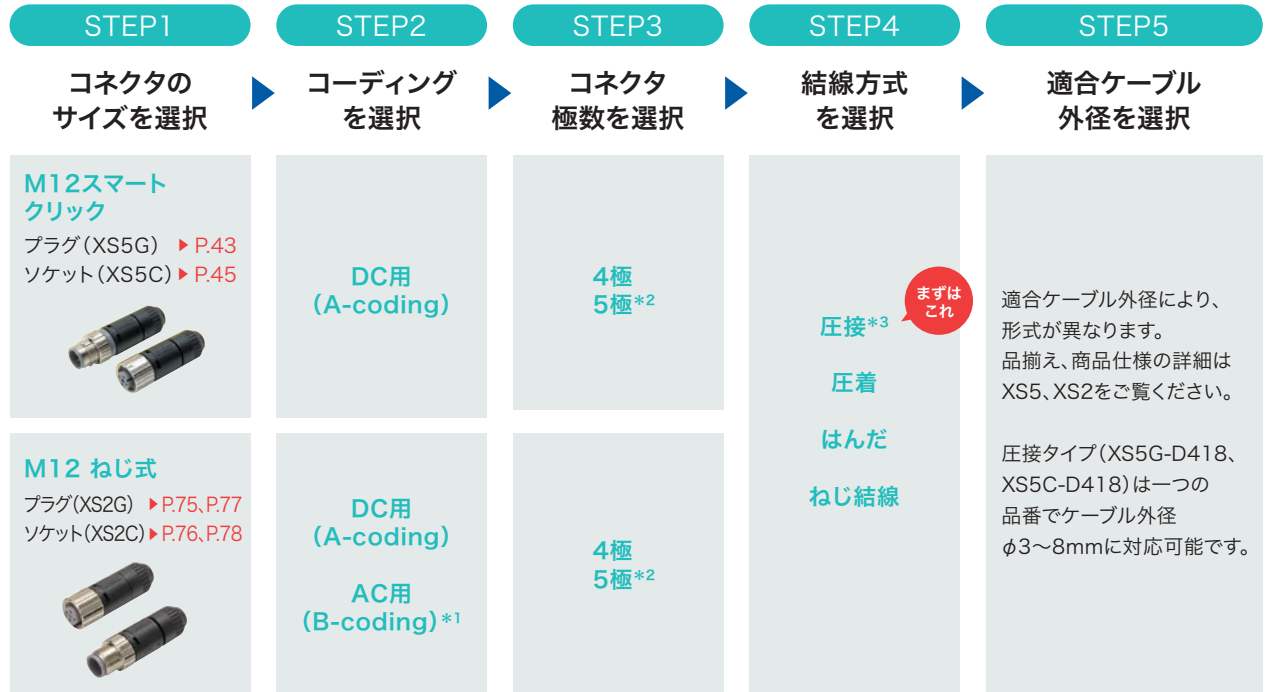 STEP1
コネクタの
サイズを選択
STEP2
コーディング
を選択
STEP3
コネクタ
極数を選択
STEP4
結線方式
を選択
STEP5
適合ケーブル
外径を選択
M12スマート
クリック
プラグ(XS5G) ▶ P.43
ソケット(XS5C) ▶ P.45
DC用
(A-coding)
4極
5極*2
M12 ねじ式
プラグ(XS2G) ▶ P.75、P.77
ソケット(XS2C) ▶ P.76、P.78
DC用
(A-coding)
AC用
(B-coding)*1
4極
5極*2
まずは
これ
圧接*3
圧着
はんだ
ねじ結線
適合ケーブル外径により、
形式が異なります。
品揃え、商品仕様の詳細は
XS5、XS2をご覧ください。
圧接タイプ(XS5G-D418、
XS5C-D418)は一つの
品番でケーブル外径
φ3～8mmに対応可能です。